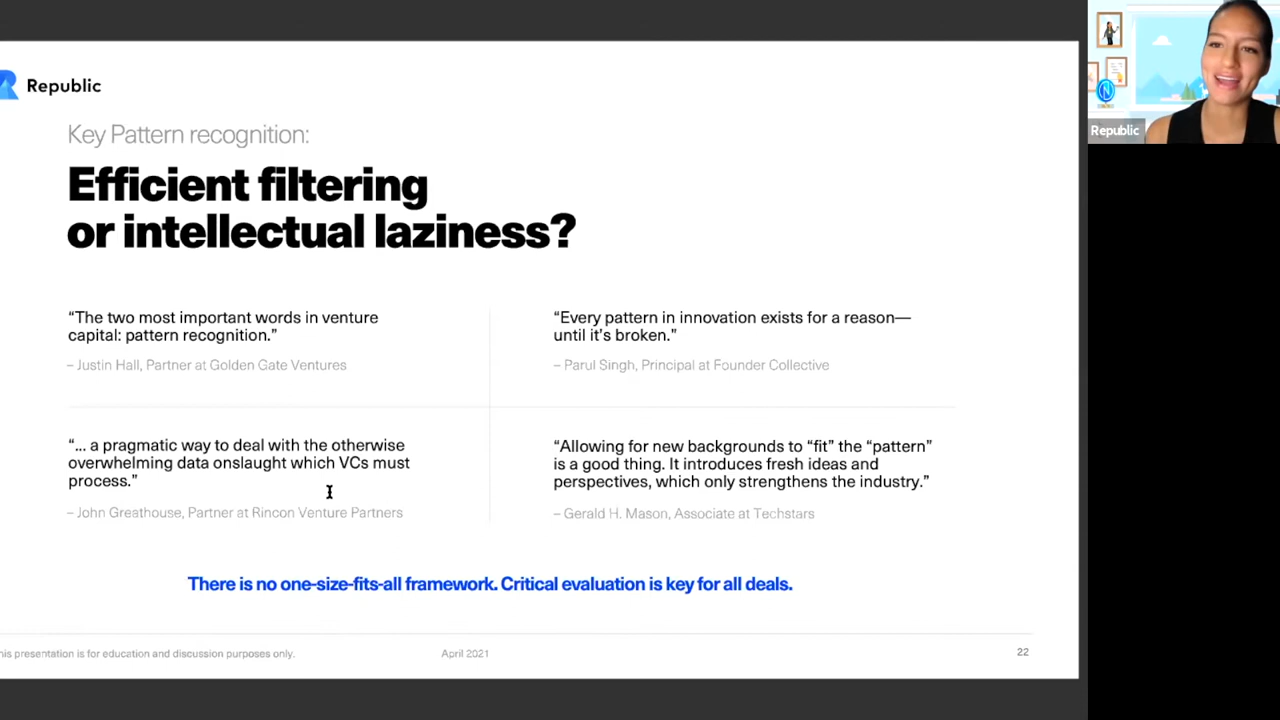 Republic
Key Pattern recognition:
Efficient filtering
or intellectual laziness?
“The two most important words in venture
capital: pattern recognition.”
– Justin Hall, Partner at Golden Gate Ventures
“Every pattern in innovation exists for a reason—
until it’s broken.”
– Parul Singh, Principal at Founder Collective
“... a pragmatic way to deal with the otherwise
overwhelming data onslaught which VCs must
process.”
– John Greathouse, Partner at Rincon Venture Partners
“Allowing for new backgrounds to “fit” the “pattern”
is a good thing. It introduces fresh ideas and
perspectives, which only strengthens the industry.”
– Gerald H. Mason, Associate at Techstars
There is no one-size-fits-all framework. Critical evaluation is key for all deals.
his presentation is for education and discussion purposes only.
April 2021
22
Republic